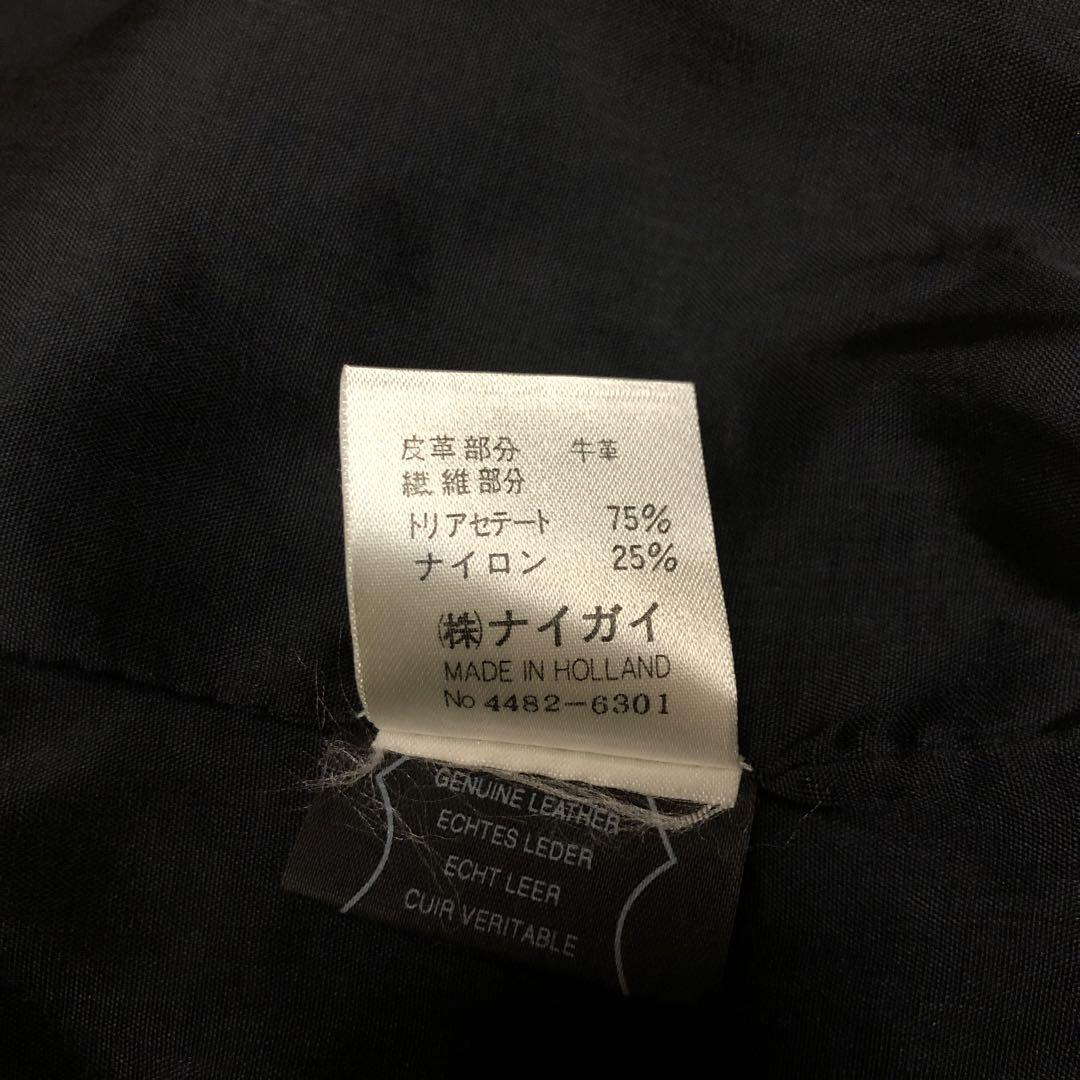 皮革部分 牛革
繊維部分
トリアセテート 75%
ナイロン 25%
㈱ナイガイ
MADE IN HOLLAND
No 4482-6301
GENUINE LEATHER
ECHTES LEDER
ECHT LEER
CUIR VERITABLE